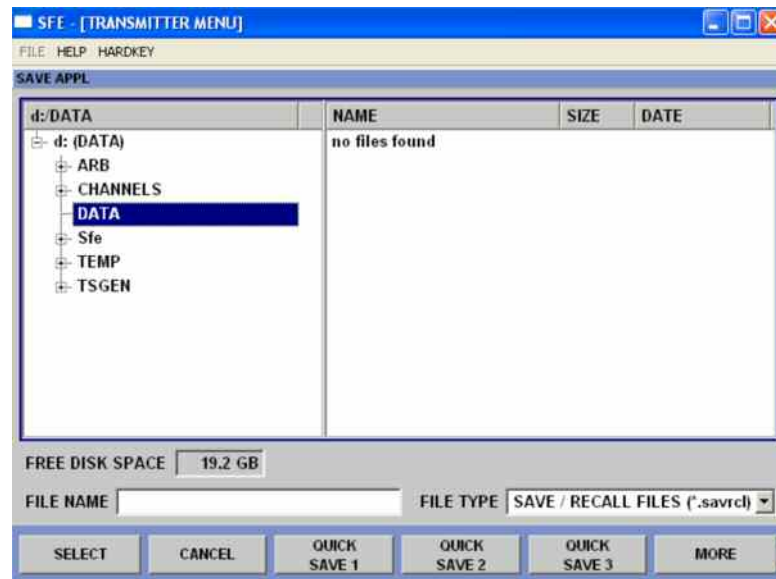 SFE - [TRANSMITTER MENU]
FILE HELP HARDKEY
SAVE APPL
d:/DATA NAME SIZE DATE
d: (DATA) no files found
ARB
CHANNELS
DATA
Sfe
TEMP
TSGEN
FREE DISK SPACE 19.2 GB
FILE NAME FILE TYPE SAVE / RECALL FILES (*.savrcl)
SELECT CANCEL QUICK SAVE 1 QUICK SAVE 2 QUICK SAVE 3 MORE